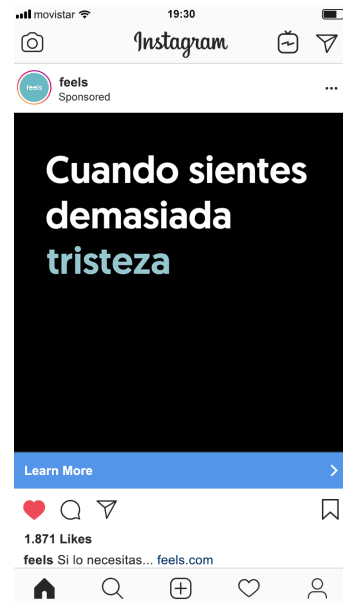 movistar 19:30
Instagram
feels
feels
Sponsored
Cuando sientes
demasiada
tristeza
Learn More
1.871 Likes
feels Si lo necesitas... feels.com